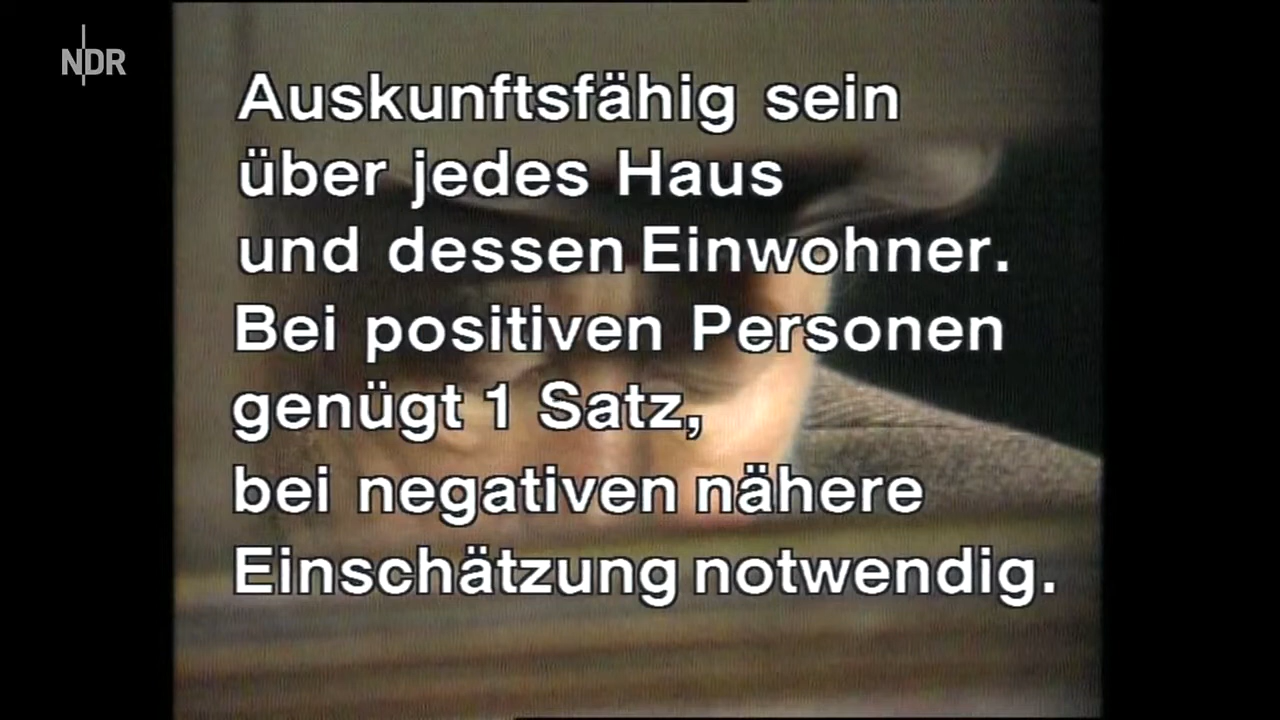 NDR
Auskunftsfähig sein
über jedes Haus
und dessen Einwohner.
Bei positiven Personen
genügt 1 Satz,
bei negativen nähere
Einschätzung notwendig.